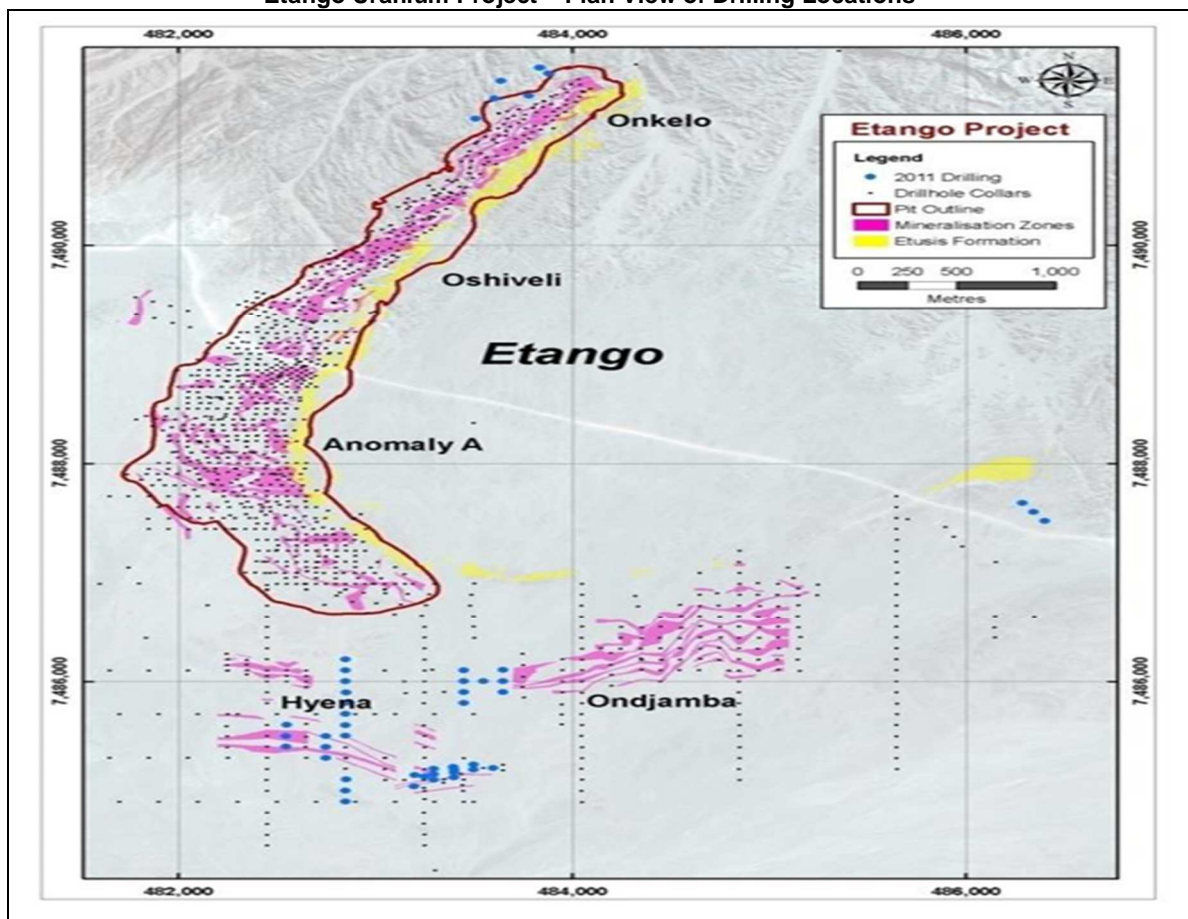 Etango Uranium Project – Plan View of Drilling Locations
482,000 484,000 486,000
N
W E
S
Onkelo
Etango Project
Legend
2011 Drilling
Drillhole Collars
Pit Outline
Mineralisation Zones
Etusis Formation
0 250 500 1,000
Metres
7,490,000 7,490,000
Oshiveli
Etango
Anomaly A
7,488,000 7,488,000
7,486,000 7,486,000
Hyena Ondjamba
482,000 484,000 486,000